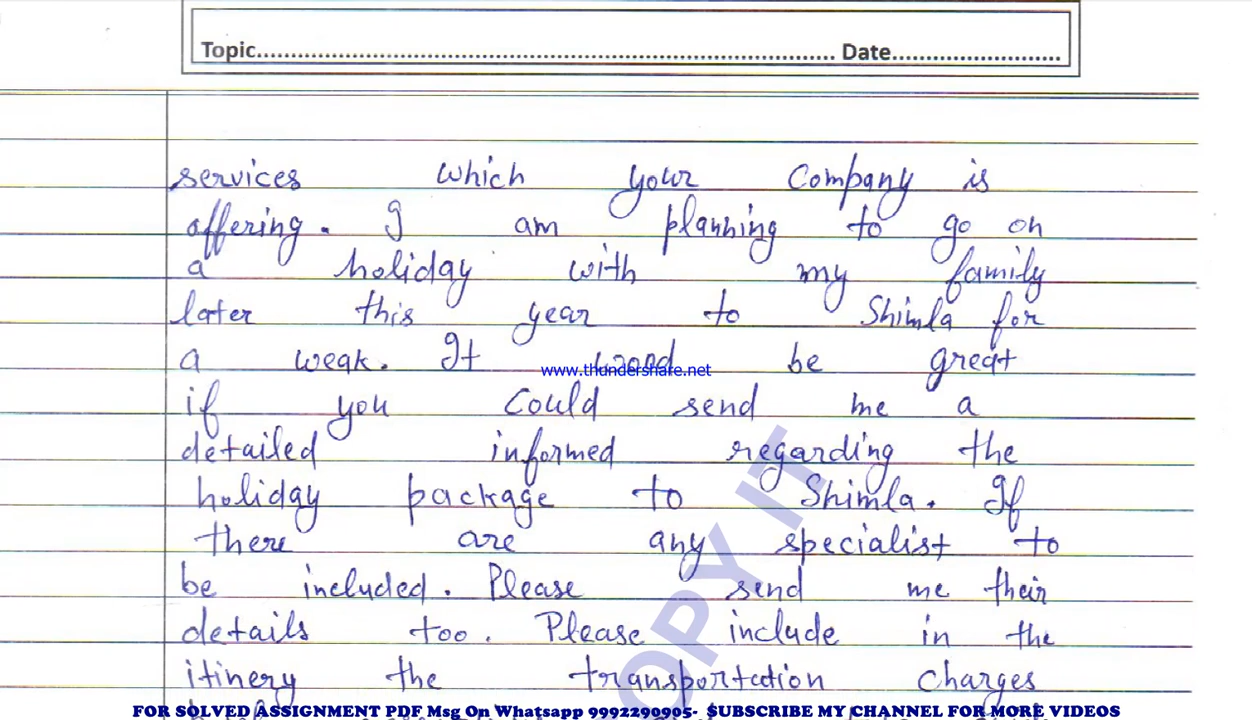 Topic........................................................................................ Date.........................
services which your Company is
offering. I am planning to go on
a holiday with my family
later this year to Shimla for
a weak. It be great
www.thundershare.net
if you Could send me a
detailed informed regarding the
holiday package to Shimla. If
there are any specialist to
be included. Please send me their
details too. Please include in the
itinery the transportation charges
OPY IT
FOR SOLVED ASSIGNMENT PDF Msg On Whatsapp 9992290905- $UBSCRIBE MY CHANNEL FOR MORE VIDEOS